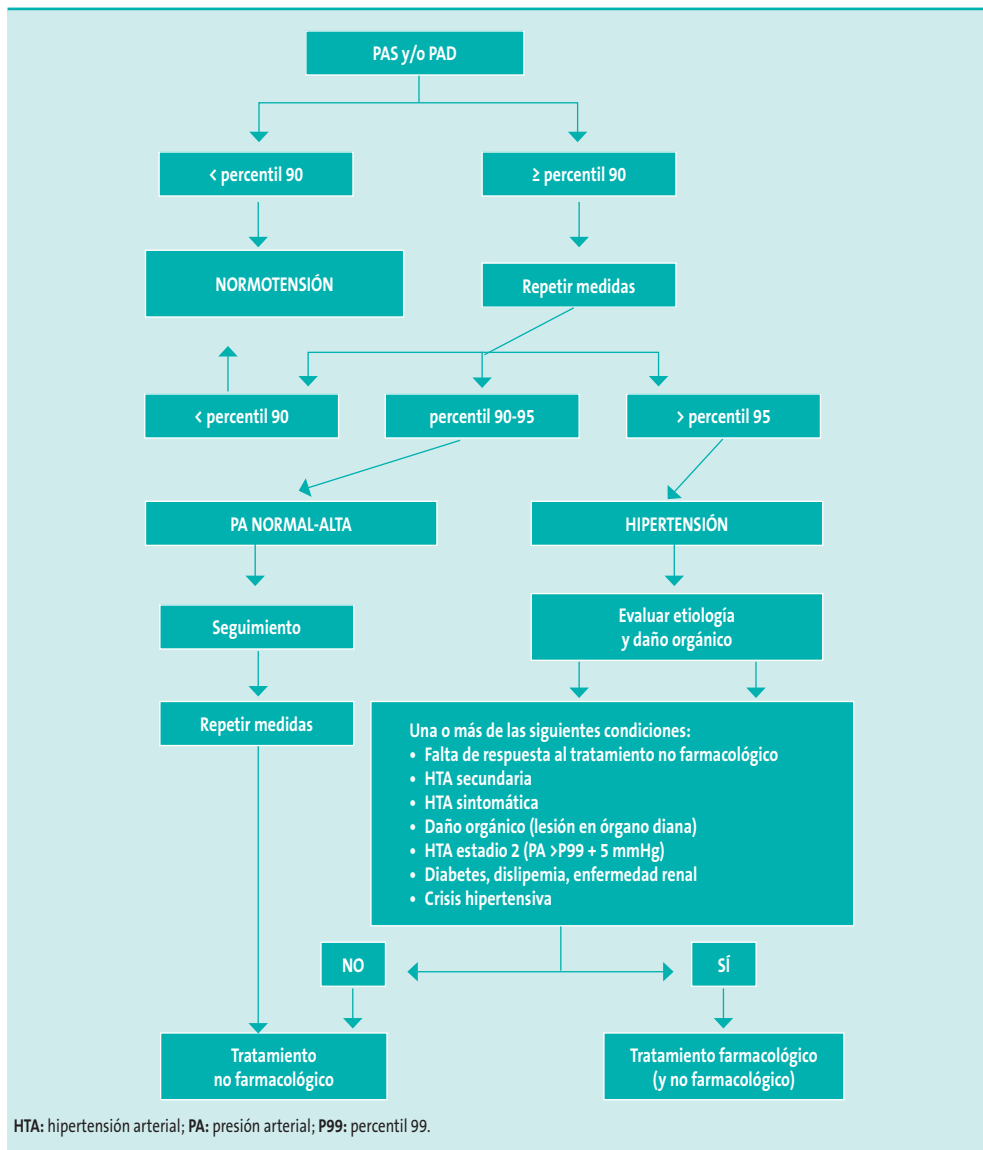 PAS y/o PAD
< percentil 90
≥ percentil 90
NORMOTENSIÓN
Repetir medidas
< percentil 90
percentil 90-95
> percentil 95
PA NORMAL-ALTA
HIPERTENSIÓN
Seguimiento
Evaluar etiología
y daño orgánico
Repetir medidas
Una o más de las siguientes condiciones:
• Falta de respuesta al tratamiento no farmacológico
• HTA secundaria
• HTA sintomática
• Daño orgánico (lesión en órgano diana)
• HTA estadio 2 (PA >P99 + 5 mmHg)
• Diabetes, dislipemia, enfermedad renal
• Crisis hipertensiva
NO
SÍ
Tratamiento
no farmacológico
Tratamiento farmacológico
(y no farmacológico)
HTA: hipertensión arterial; PA: presión arterial; P99: percentil 99.